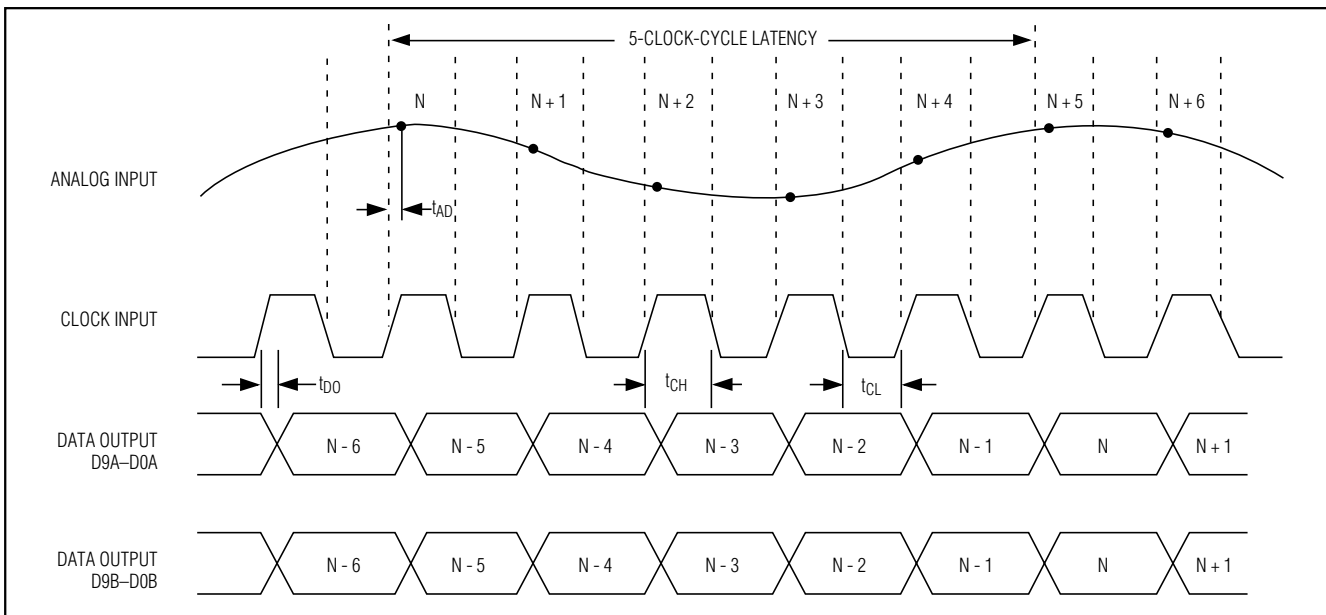 5-CLOCK-CYCLE LATENCY
N N + 1 N + 2 N + 3 N + 4 N + 5 N + 6
ANALOG INPUT
tAD
CLOCK INPUT
tDO tCH tCL
DATA OUTPUT
D9A–D0A
N - 6 N - 5 N - 4 N - 3 N - 2 N - 1 N N + 1
DATA OUTPUT
D9B–D0B
N - 6 N - 5 N - 4 N - 3 N - 2 N - 1 N N + 1